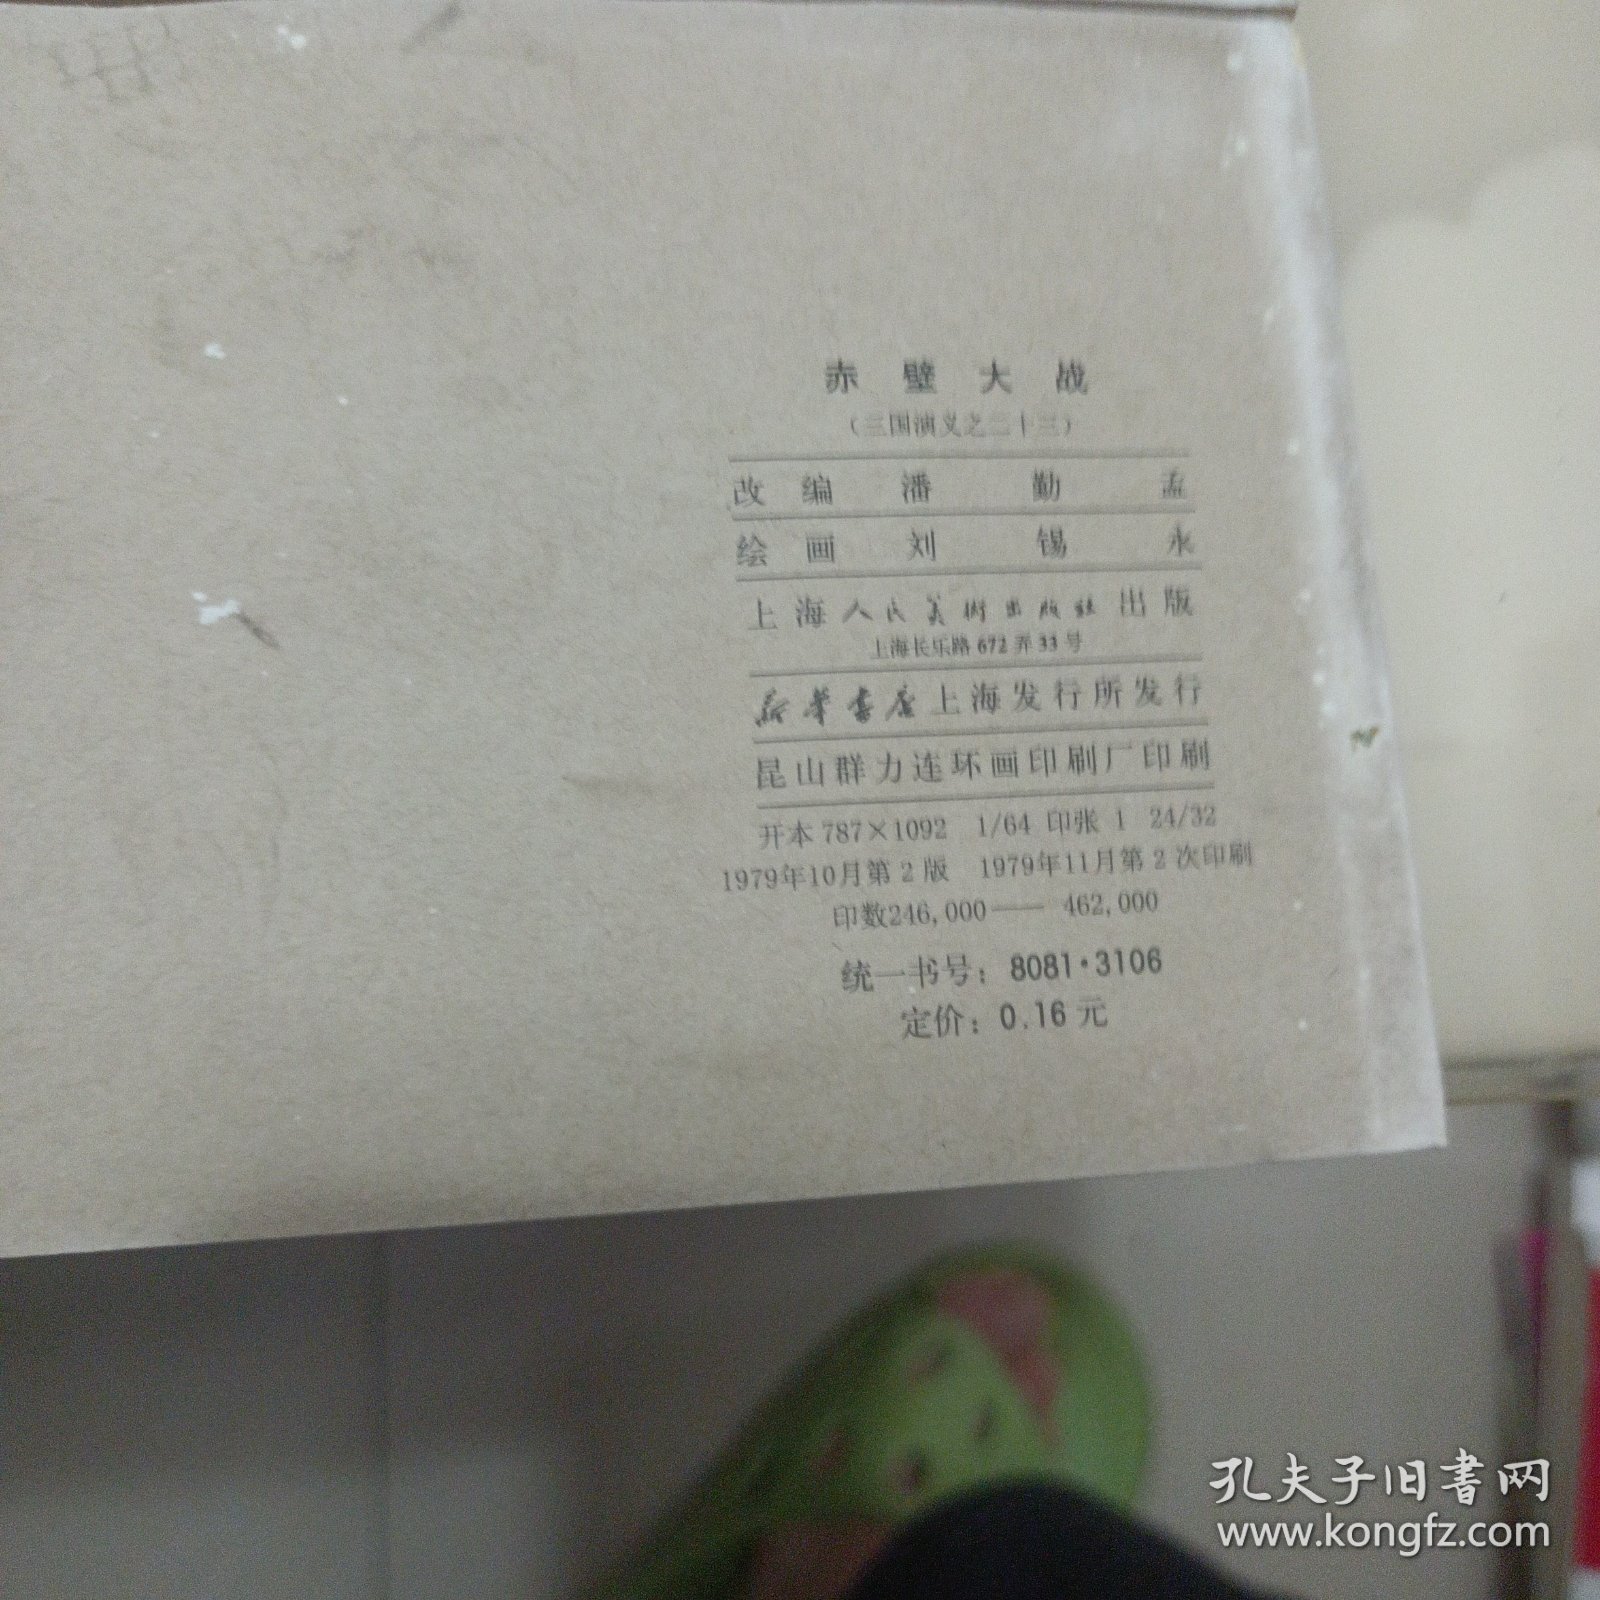 赤壁大战
(三国演义之二十三)
改编 潘勤孟
绘画 刘锡永
上海人民美術出版社出版
上海长乐路672弄33号
新华书店上海发行所发行
昆山群力连环画印刷厂印刷
开本 787×1092 1/64 印张 1 24/32
1979年10月第2版 1979年11月第2次印刷
印数246,000—— 462,000
统一书号：8081·3106
定价：0.16元
孔夫子旧書网
www.kongfz.com